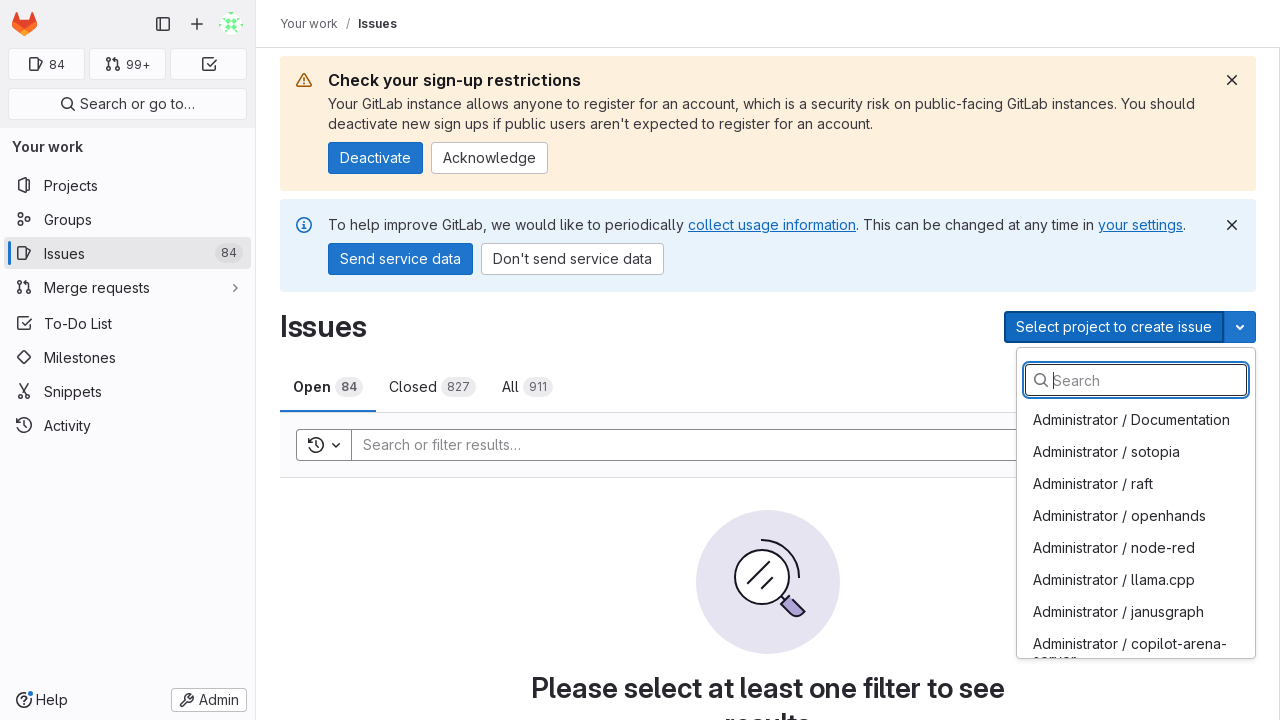 Your work / Issues
84
99+
Search or go to…
Your work
Projects
Groups
Issues 84
Merge requests
To-Do List
Milestones
Snippets
Activity
Help
Admin
Check your sign-up restrictions
Your GitLab instance allows anyone to register for an account, which is a security risk on public-facing GitLab instances. You should
deactivate new sign ups if public users aren't expected to register for an account.
Deactivate Acknowledge
To help improve GitLab, we would like to periodically collect usage information. This can be changed at any time in your settings.
Send service data Don't send service data
Issues
Select project to create issue
Open 84 Closed 827 All 911
Search or filter results…
Search
Administrator / Documentation
Administrator / sotopia
Administrator / raft
Administrator / openhands
Administrator / node-red
Administrator / llama.cpp
Administrator / janusgraph
Administrator / copilot-arena-
Please select at least one filter to see
results